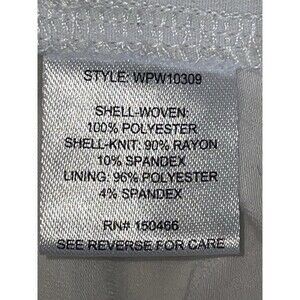 STYLE: WPW10309
SHELL-WOVEN:
100% POLYESTER
SHELL-KNIT: 90% RAYON
10% SPANDEX
LINING: 96% POLYESTER
4% SPANDEX
RN# 150466
SEE REVERSE FOR CARE